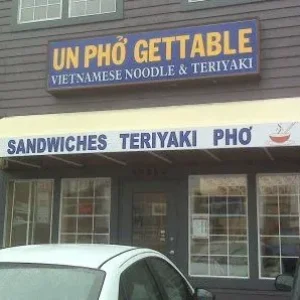 UN PHỞ GETTABLE
VIETNAMESE NOODLE & TERIYAKI
SANDWICHES TERIYAKI PHỞ